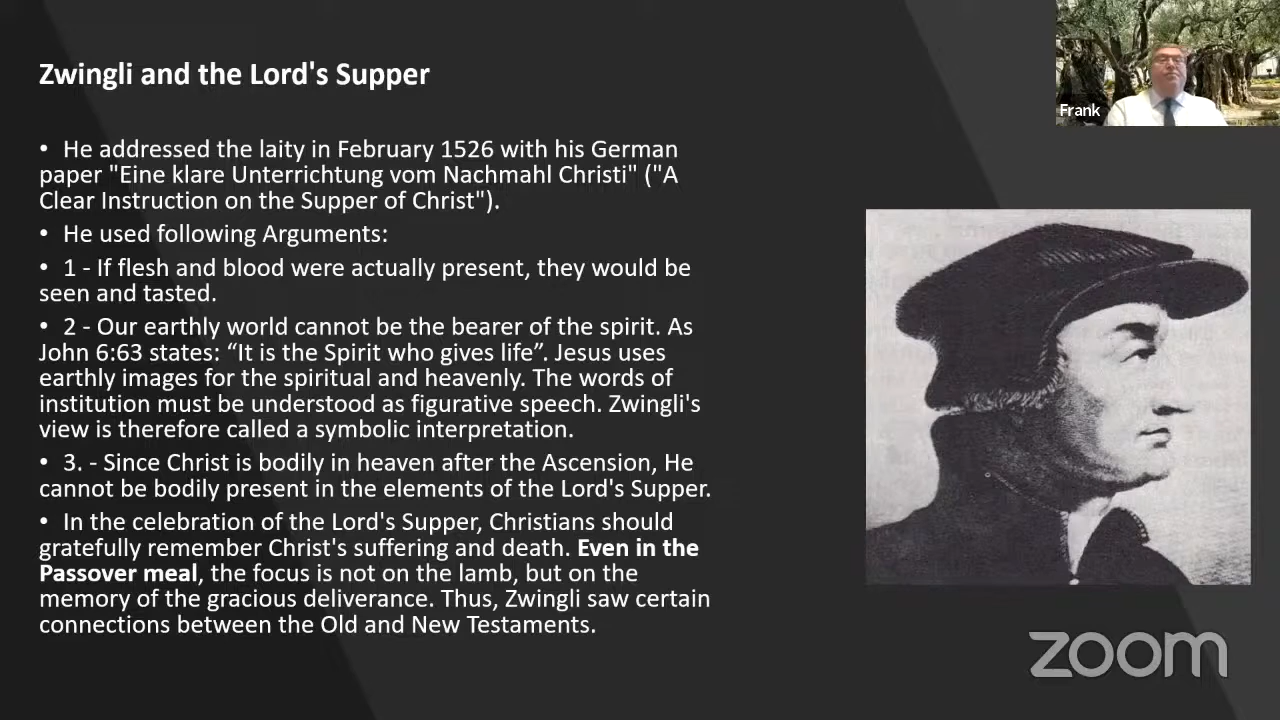 Zwingli and the Lord's Supper
• He addressed the laity in February 1526 with his German
paper "Eine klare Unterrichtung vom Nachmahl Christi" ("A
Clear Instruction on the Supper of Christ").
• He used following Arguments:
• 1 - If flesh and blood were actually present, they would be
seen and tasted.
• 2 - Our earthly world cannot be the bearer of the spirit. As
John 6:63 states: “It is the Spirit who gives life”. Jesus uses
earthly images for the spiritual and heavenly. The words of
institution must be understood as figurative speech. Zwingli's
view is therefore called a symbolic interpretation.
• 3. - Since Christ is bodily in heaven after the Ascension, He
cannot be bodily present in the elements of the Lord's Supper.
• In the celebration of the Lord's Supper, Christians should
gratefully remember Christ's suffering and death. Even in the
Passover meal, the focus is not on the lamb, but on the
memory of the gracious deliverance. Thus, Zwingli saw certain
connections between the Old and New Testaments.
Frank
zoom